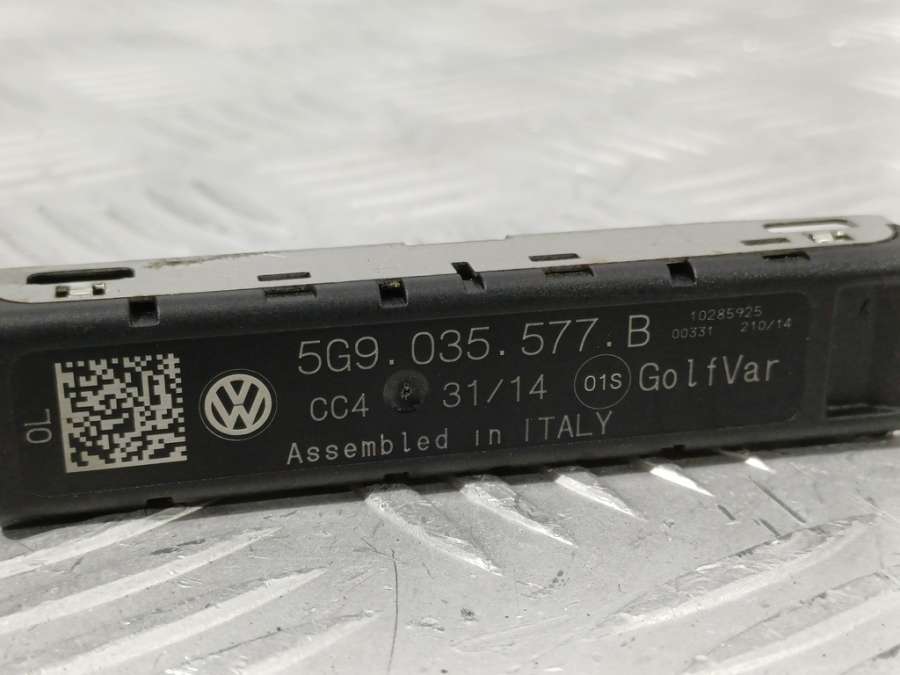 5G9.035.577.B
10285925
00331 210/14
CC4 31/14 01S GolfVar
Assembled in ITALY
OL